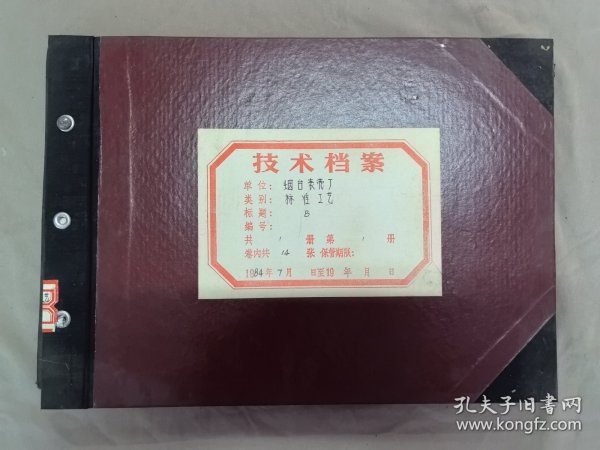 技术档案
单位：烟台表壳厂
类别：标准工艺
标题：B
编号：
共 1 册 第 1 册
卷内共 14 张 保管期限：
1984年7月 日至19 年 月 日
孔夫子旧书网
www.kongfz.com